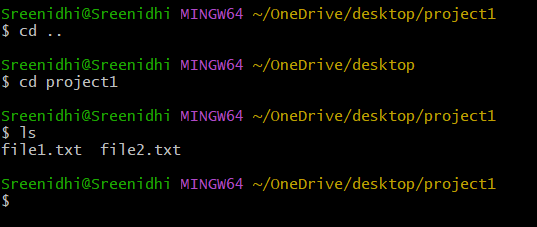 Sreenidhi@Sreenidhi MINGW64 ~/OneDrive/desktop/project1
$ cd ..
Sreenidhi@Sreenidhi MINGW64 ~/OneDrive/desktop
$ cd project1
Sreenidhi@Sreenidhi MINGW64 ~/OneDrive/desktop/project1
$ ls
file1.txt  file2.txt
Sreenidhi@Sreenidhi MINGW64 ~/OneDrive/desktop/project1
$